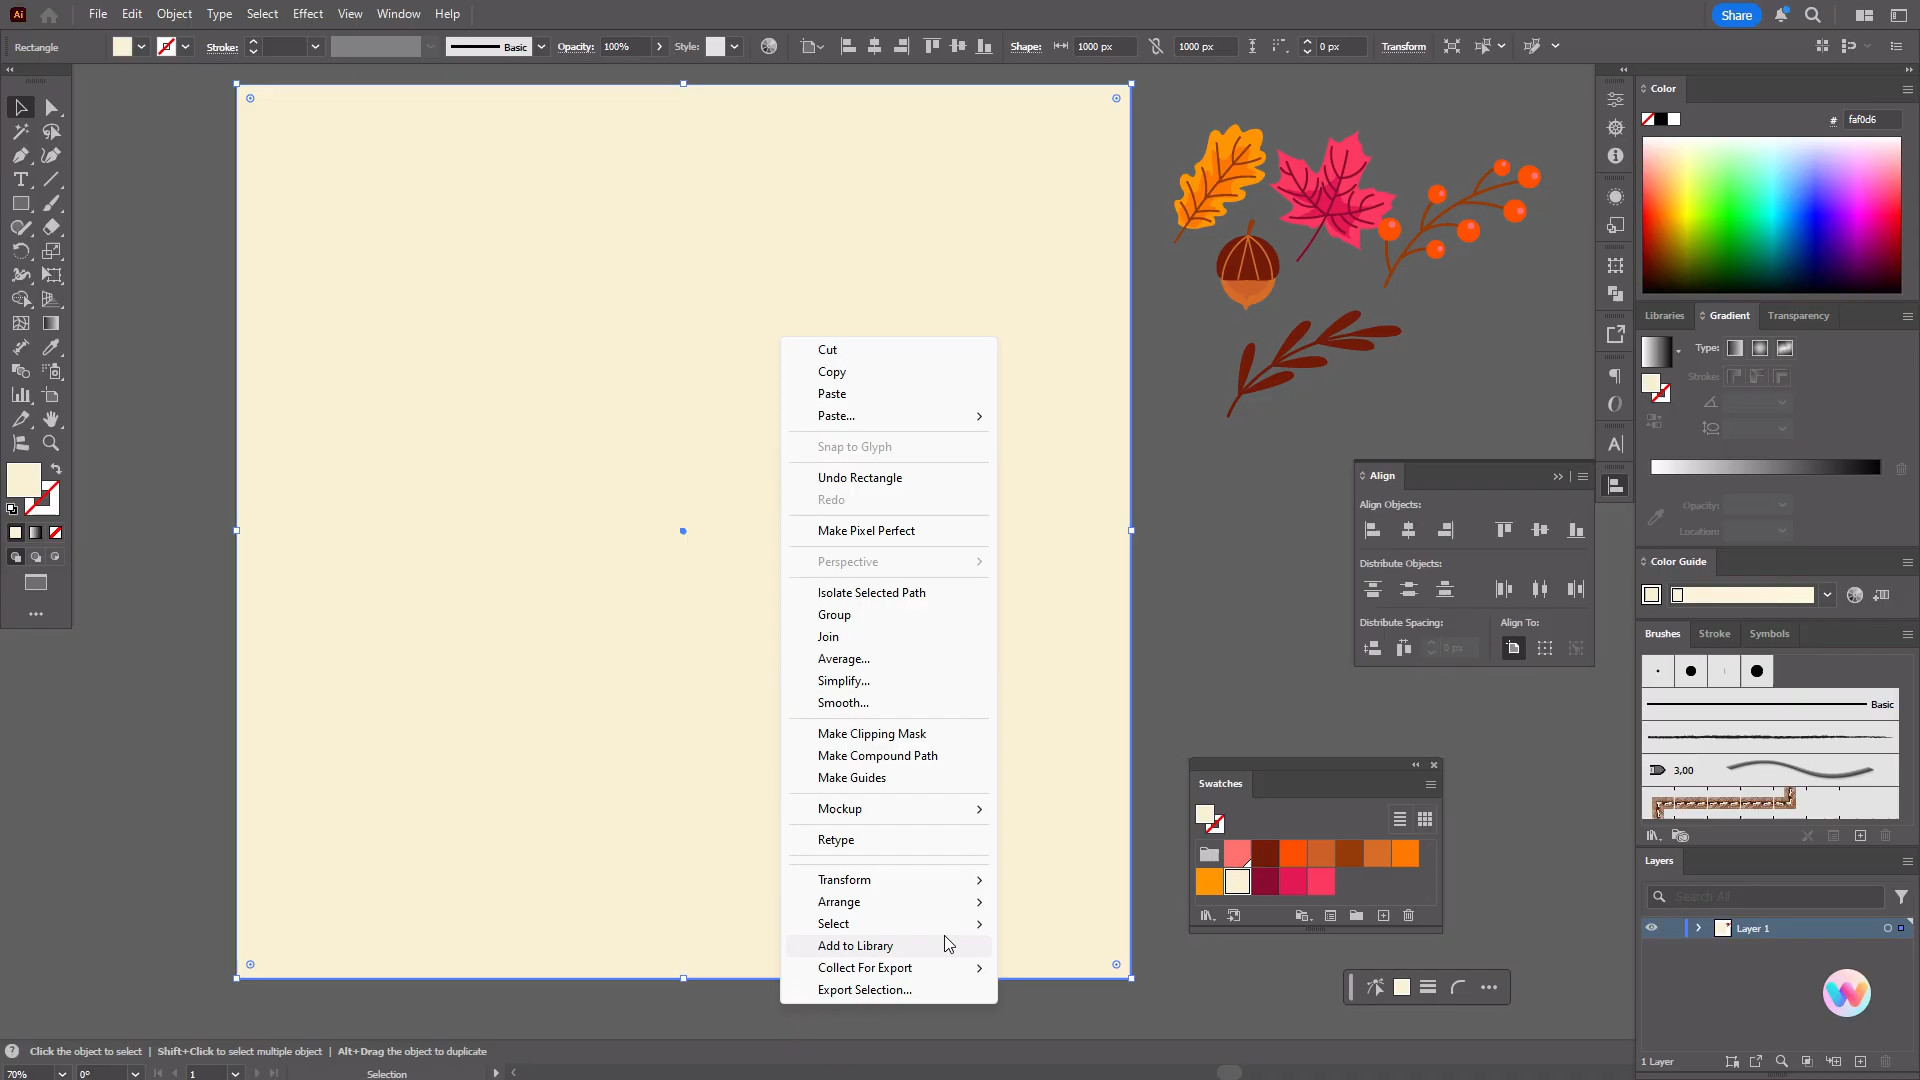 Ai File Edit Object Type Select Effect View Window Help Share
Rectangle Stroke: Basic Opacity: 100% Style: Shape: 1000 px 1000 px 0 px Transform
Color
# faf0d6
Libraries Gradient Transparency
Type:
Stroke:
Cut
Copy
Paste
Paste...
Snap to Glyph
Undo Rectangle
Redo
Make Pixel Perfect
Perspective
Isolate Selected Path
Group
Join
Average...
Simplify...
Smooth...
Make Clipping Mask
Make Compound Path
Make Guides
Mockup
Retype
Transform
Arrange
Select
Add to Library
Collect For Export
Export Selection...
Align
Align Objects:
Distribute Objects:
Distribute Spacing: Align To:
0 px
Opacity:
Location:
Color Guide
Brushes Stroke Symbols
Basic
3,00
Swatches
Layers
Search All
Layer 1
1 Layer
Click the object to select | Shift+Click to select multiple object | Alt+Drag the object to duplicate
70% 0° 1 Selection